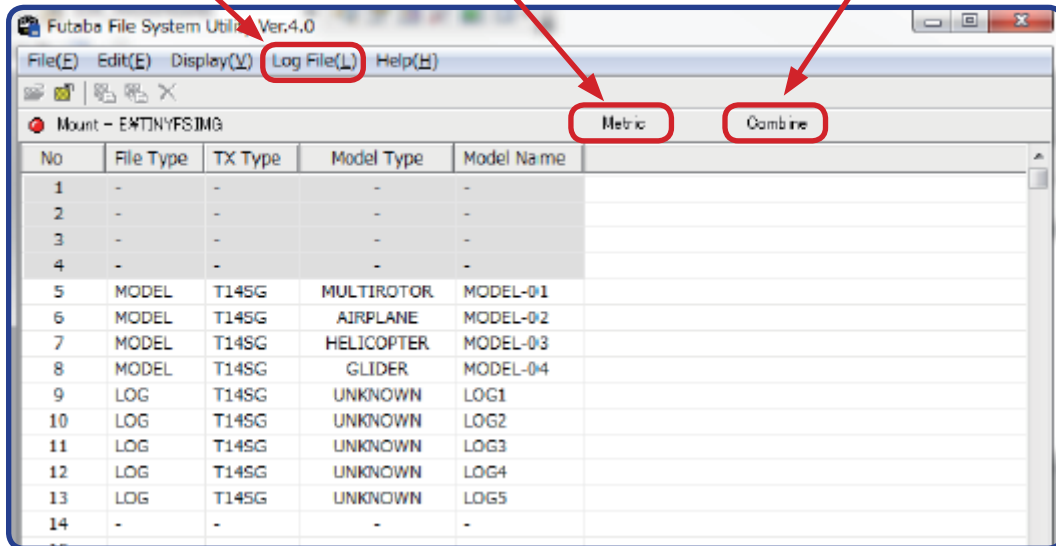 Futaba File System Utility Ver.4.0
File(F) Edit(E) Display(V) Log File(L) Help(H)
Mount - E¥TINYFSIMG Metric Combine
No File Type TX Type Model Type Model Name
1 - - - -
2 - - - -
3 - - - -
4 - - - -
5 MODEL T14SG MULTIROTOR MODEL-01
6 MODEL T14SG AIRPLANE MODEL-02
7 MODEL T14SG HELICOPTER MODEL-03
8 MODEL T14SG GLIDER MODEL-04
9 LOG T14SG UNKNOWN LOG1
10 LOG T14SG UNKNOWN LOG2
11 LOG T14SG UNKNOWN LOG3
12 LOG T14SG UNKNOWN LOG4
13 LOG T14SG UNKNOWN LOG5
14 - - - -